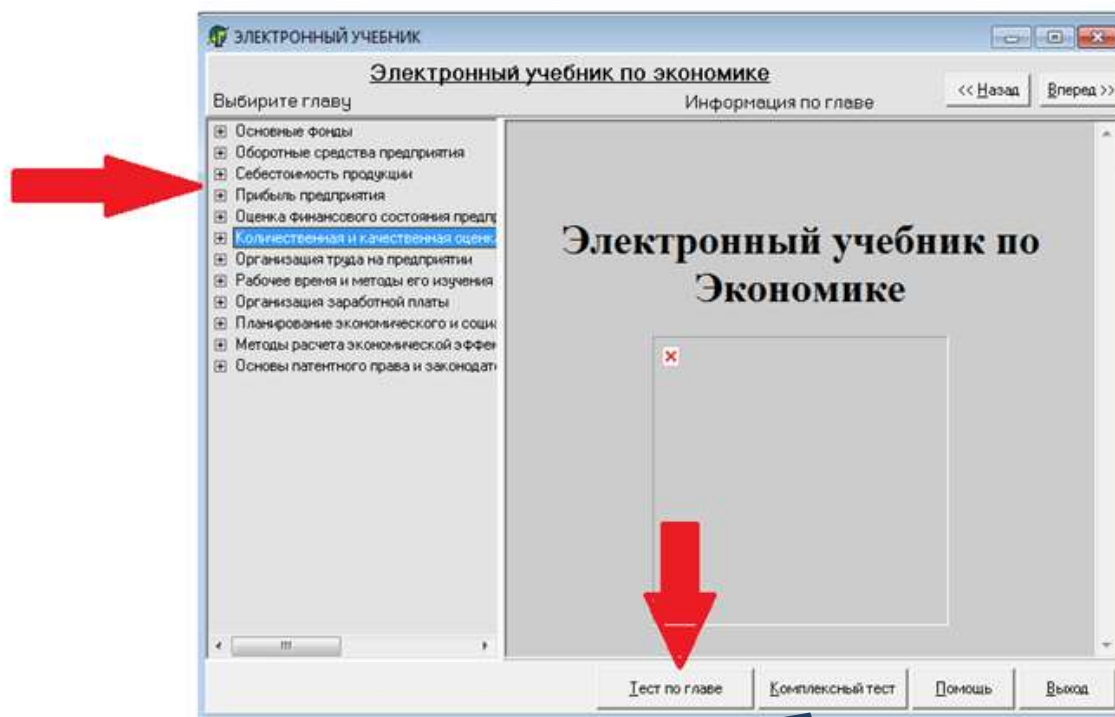 ЭЛЕКТРОННЫЙ УЧЕБНИК
Электронный учебник по экономике
Выбирите главу
Информация по главе
<< Назад
Вперед >>
Основные фонды
Оборотные средства предприятия
Себестоимость продукции
Прибыль предприятия
Оценка финансового состояния предпр
Количественная и качественная оценк
Организация труда на предприятии
Рабочее время и методы его изучения
Организация заработной платы
Планирование экономического и социа
Методы расчета экономической эффек
Основы патентного права и законодат
Электронный учебник по
Экономике
Тест по главе
Комплексный тест
Помощь
Выход